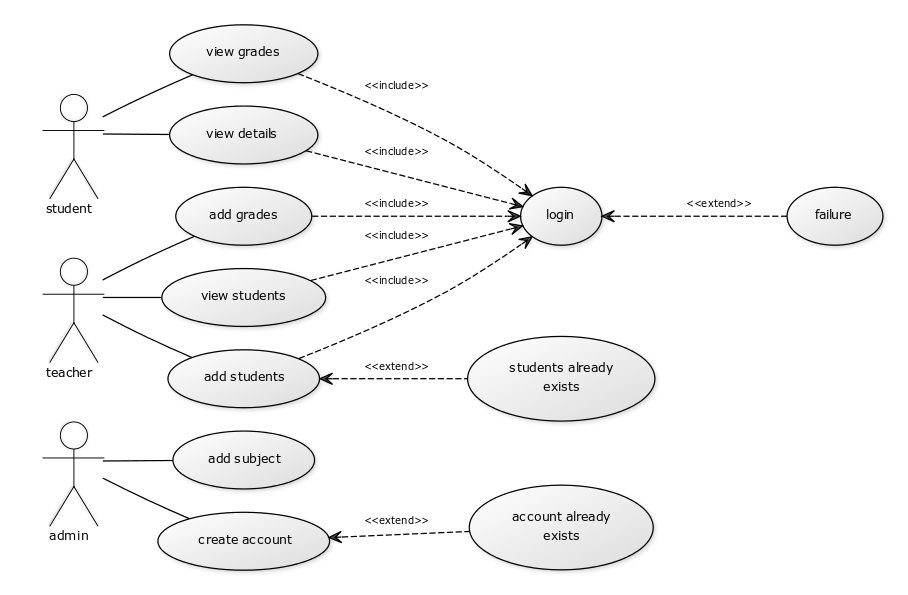 view grades
<<include>>
view details
<<include>>
student
add grades
<<include>>
login
<<extend>>
failure
<<include>>
view students
<<include>>
teacher
add students
<<extend>>
students already
exists
add subject
admin
create account
<<extend>>
account already
exists